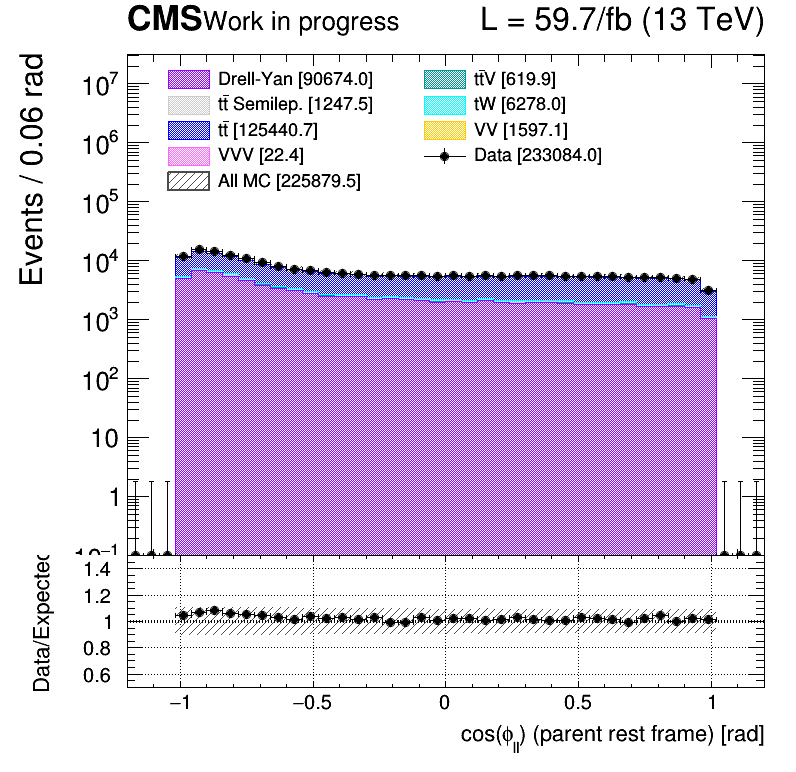 CMS Work in progress L = 59.7/fb (13 TeV)
Events / 0.06 rad
Drell-Yan [90674.0]
tt̄ Semilep. [1247.5]
tt̄ [125440.7]
VVV [22.4]
All MC [225879.5]
tt̄V [619.9]
tW [6278.0]
VV [1597.1]
Data [233084.0]
10⁷
10⁶
10⁵
10⁴
10³
10²
10
1
10⁻¹
Data/Expected
1.4
1.2
1
0.8
0.6
−1 −0.5 0 0.5 1
cos(ϕ_ll) (parent rest frame) [rad]